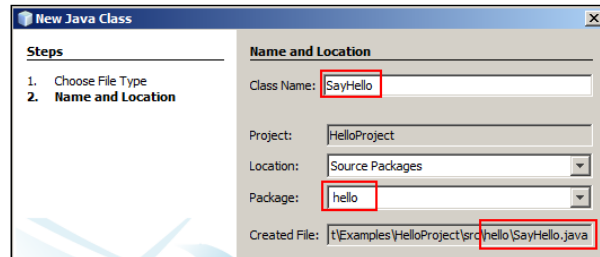 New Java Class
Steps
1. Choose File Type
2. Name and Location
Name and Location
Class Name: SayHello
Project: HelloProject
Location: Source Packages
Package: hello
Created File: t\Examples\HelloProject\src\hello\SayHello.java